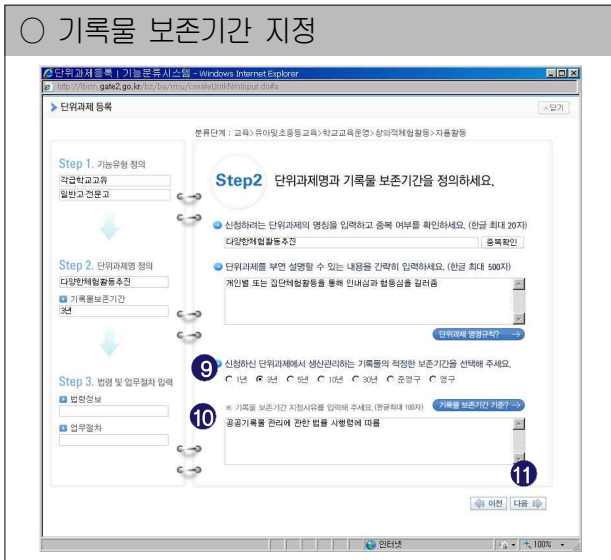 ○ 기록물 보존기간 지정
단위과제등록 | 기능분류시스템 - Windows Internet Explorer
http://lbrm.gate2.go.kr/bz/ba/rmu/createUntkNmInput.do#a
단위과제 등록
닫기
분류단계 : 교육>유아및초중등교육>학교교육운영>창의적체험활동>자율활동
Step 1. 기능유형 정의
각급학교고유
일반고전문고
Step 2. 단위과제명 정의
다양한체험활동추진
기록물보존기간
3년
Step 3. 법령 및 업무절차 입력
법령정보
업무절차
Step2 단위과제명과 기록물 보존기간을 정의하세요.
신청하려는 단위과제의 명칭을 입력하고 중복 여부를 확인하세요. (한글 최대 20자)
다양한체험활동추진 중복확인
단위과제를 부연 설명할 수 있는 내용을 간략히 입력하세요. (한글 최대 500자)
개인별 또는 집단체험활동을 통해 인내심과 협동심을 길러줌
단위과제 명명규칙?
⑨ 신청하신 단위과제에서 생산관리하는 기록물의 적정한 보존기간을 선택해 주세요.
1년 3년 5년 10년 30년 준영구 영구
⑩ ※ 기록물 보존기간 지정사유를 입력해 주세요.(한글최대 100자) 기록물 보존기간 기준?
공공기록물 관리에 관한 법률 시행령에 따름
⑪
이전 다음
인터넷 100%